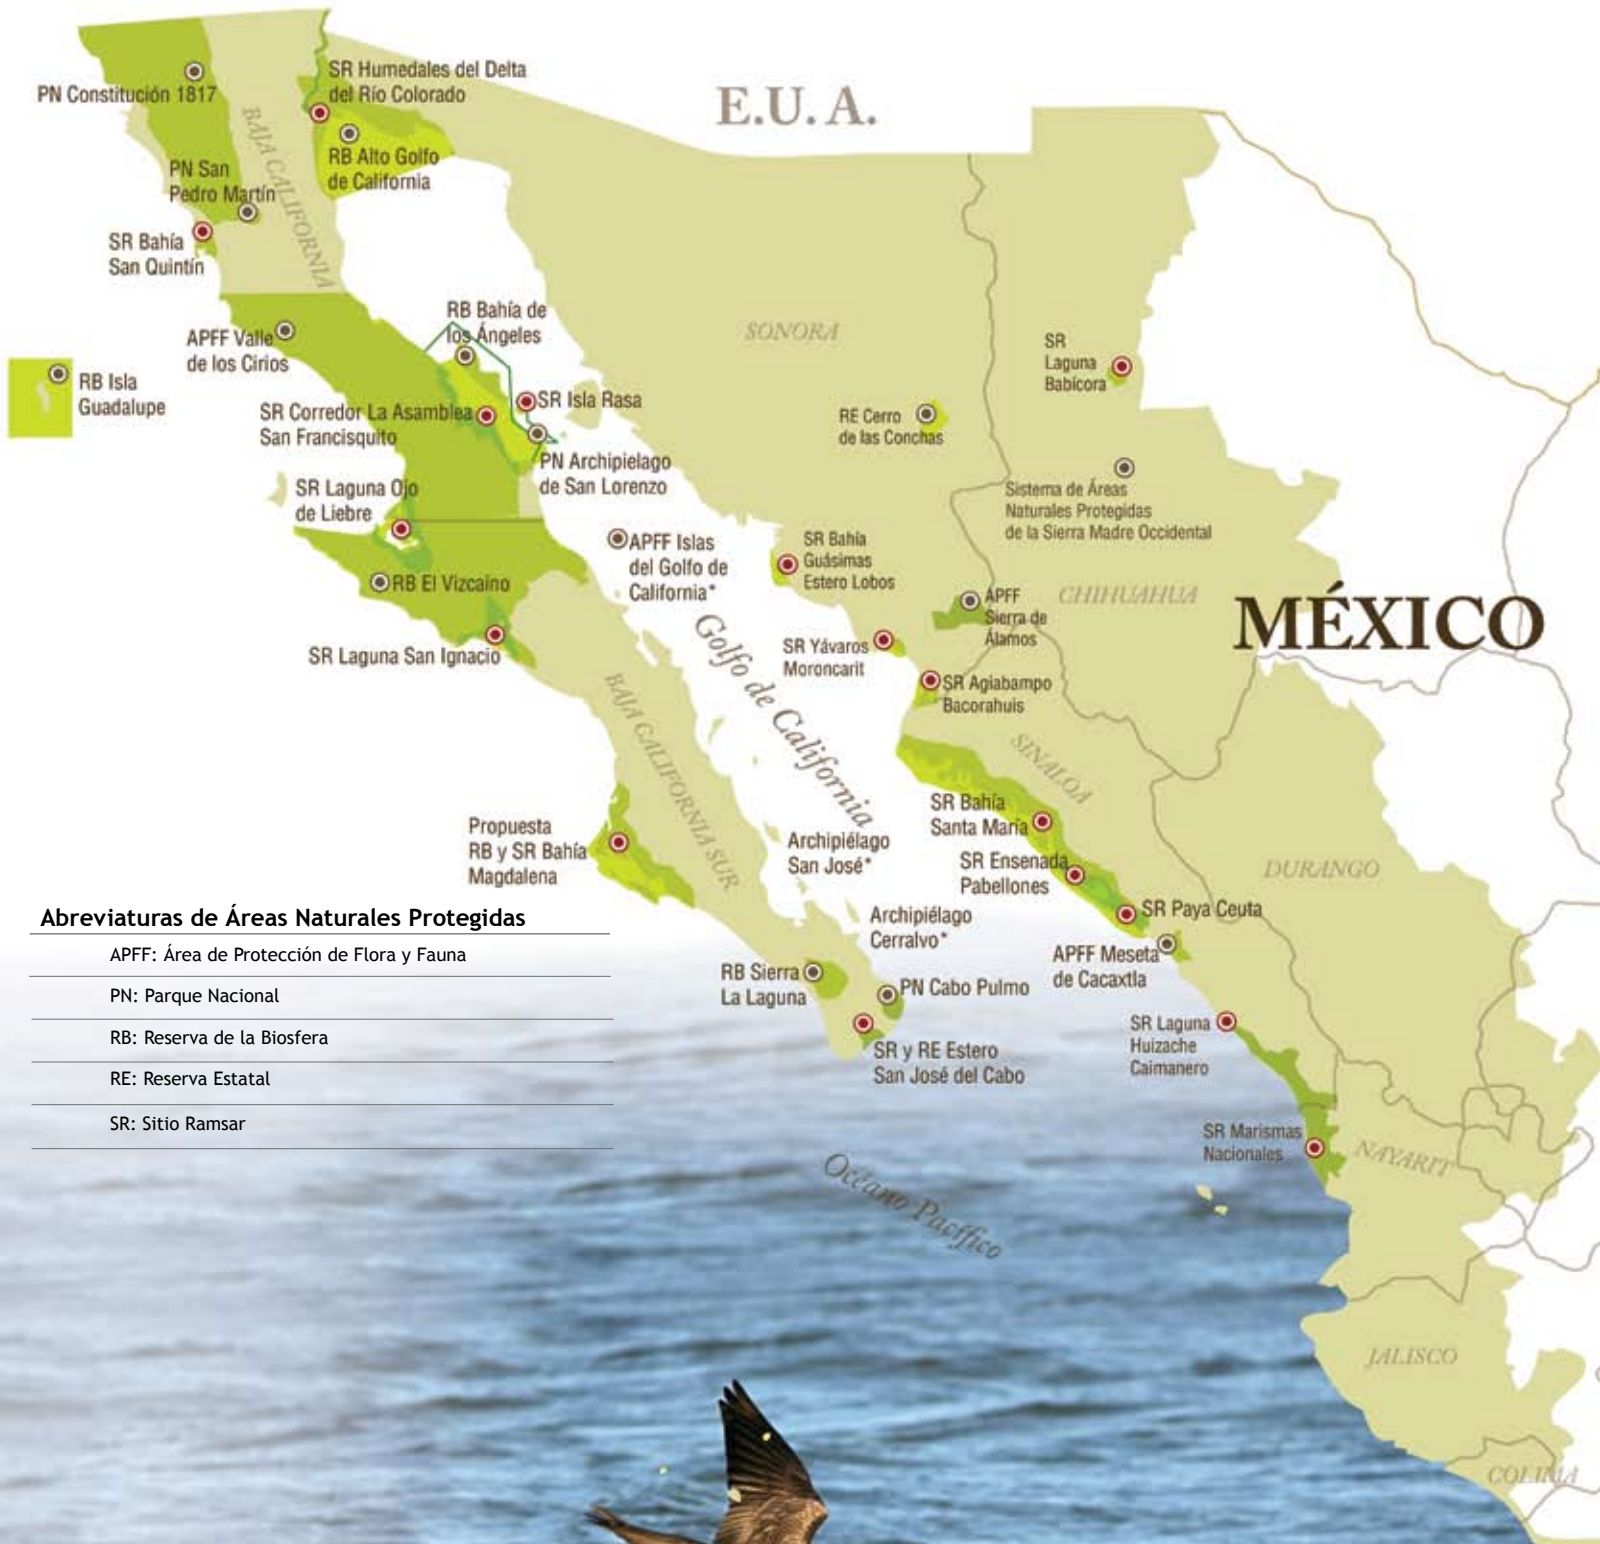 E.U. A.
PN Constitución 1817
SR Humedales del Delta
del Río Colorado
RB Alto Golfo
de California
BAJA CALIFORNIA
PN San
Pedro Martín
SR Bahía
San Quintín
RB Bahía de
los Ángeles
APFF Valle
de los Cirios
RB Isla
Guadalupe
SR Corredor La Asamblea
San Francisquito
SR Isla Rasa
PN Archipielago
de San Lorenzo
SR Laguna Ojo
de Liebre
RB El Vizcaíno
SR Laguna San Ignacio
APFF Islas
del Golfo de
California*
SONORA
SR
Laguna
Babícora
RE Cerro
de las Conchas
Sistema de Áreas
Naturales Protegidas
de la Sierra Madre Occidental
SR Bahía
Guásimas
Estero Lobos
APFF
Sierra de
Álamos
CHIHUAHUA
MÉXICO
SR Yávaros
Moroncarit
SR Agiabampo
Bacorahuis
Golfo de California
BAJA CALIFORNIA SUR
SINALOA
SR Bahía
Santa María
SR Ensenada
Pabellones
SR Paya Ceuta
DURANGO
Propuesta
RB y SR Bahía
Magdalena
Archipiélago
San José*
Archipiélago
Cerralvo*
RB Sierra
La Laguna
PN Cabo Pulmo
SR y RE Estero
San José del Cabo
APFF Meseta
de Cacaxtla
SR Laguna
Huizache
Caimanero
SR Marismas
Nacionales
NAYARIT
Océano Pacífico
JALISCO
COLIMA
Abreviaturas de Áreas Naturales Protegidas
APFF: Área de Protección de Flora y Fauna
PN: Parque Nacional
RB: Reserva de la Biosfera
RE: Reserva Estatal
SR: Sitio Ramsar